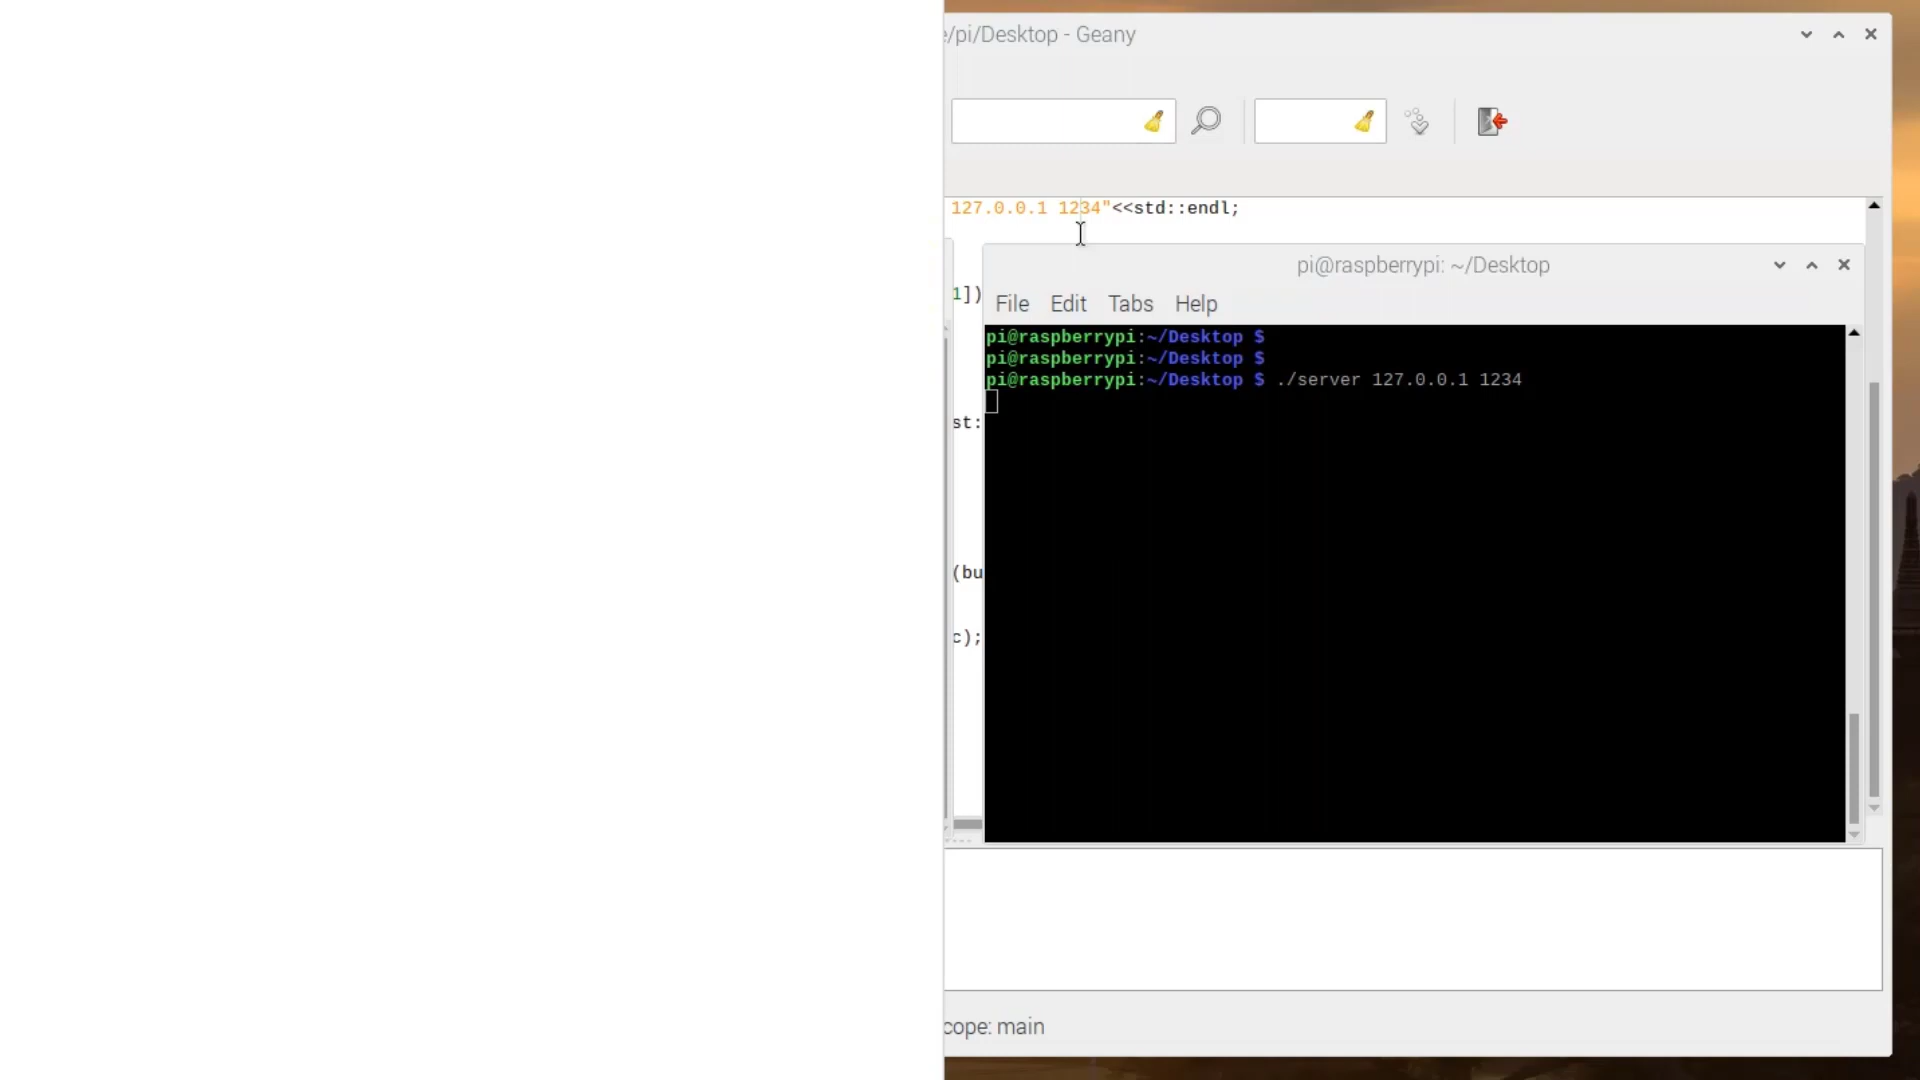 /pi/Desktop - Geany
127.0.0.1 1234"<<std::endl;
pi@raspberrypi: ~/Desktop
1])
File Edit Tabs Help
pi@raspberrypi:~/Desktop $
pi@raspberrypi:~/Desktop $
pi@raspberrypi:~/Desktop $ ./server 127.0.0.1 1234
st:
(bu
c);
cope: main